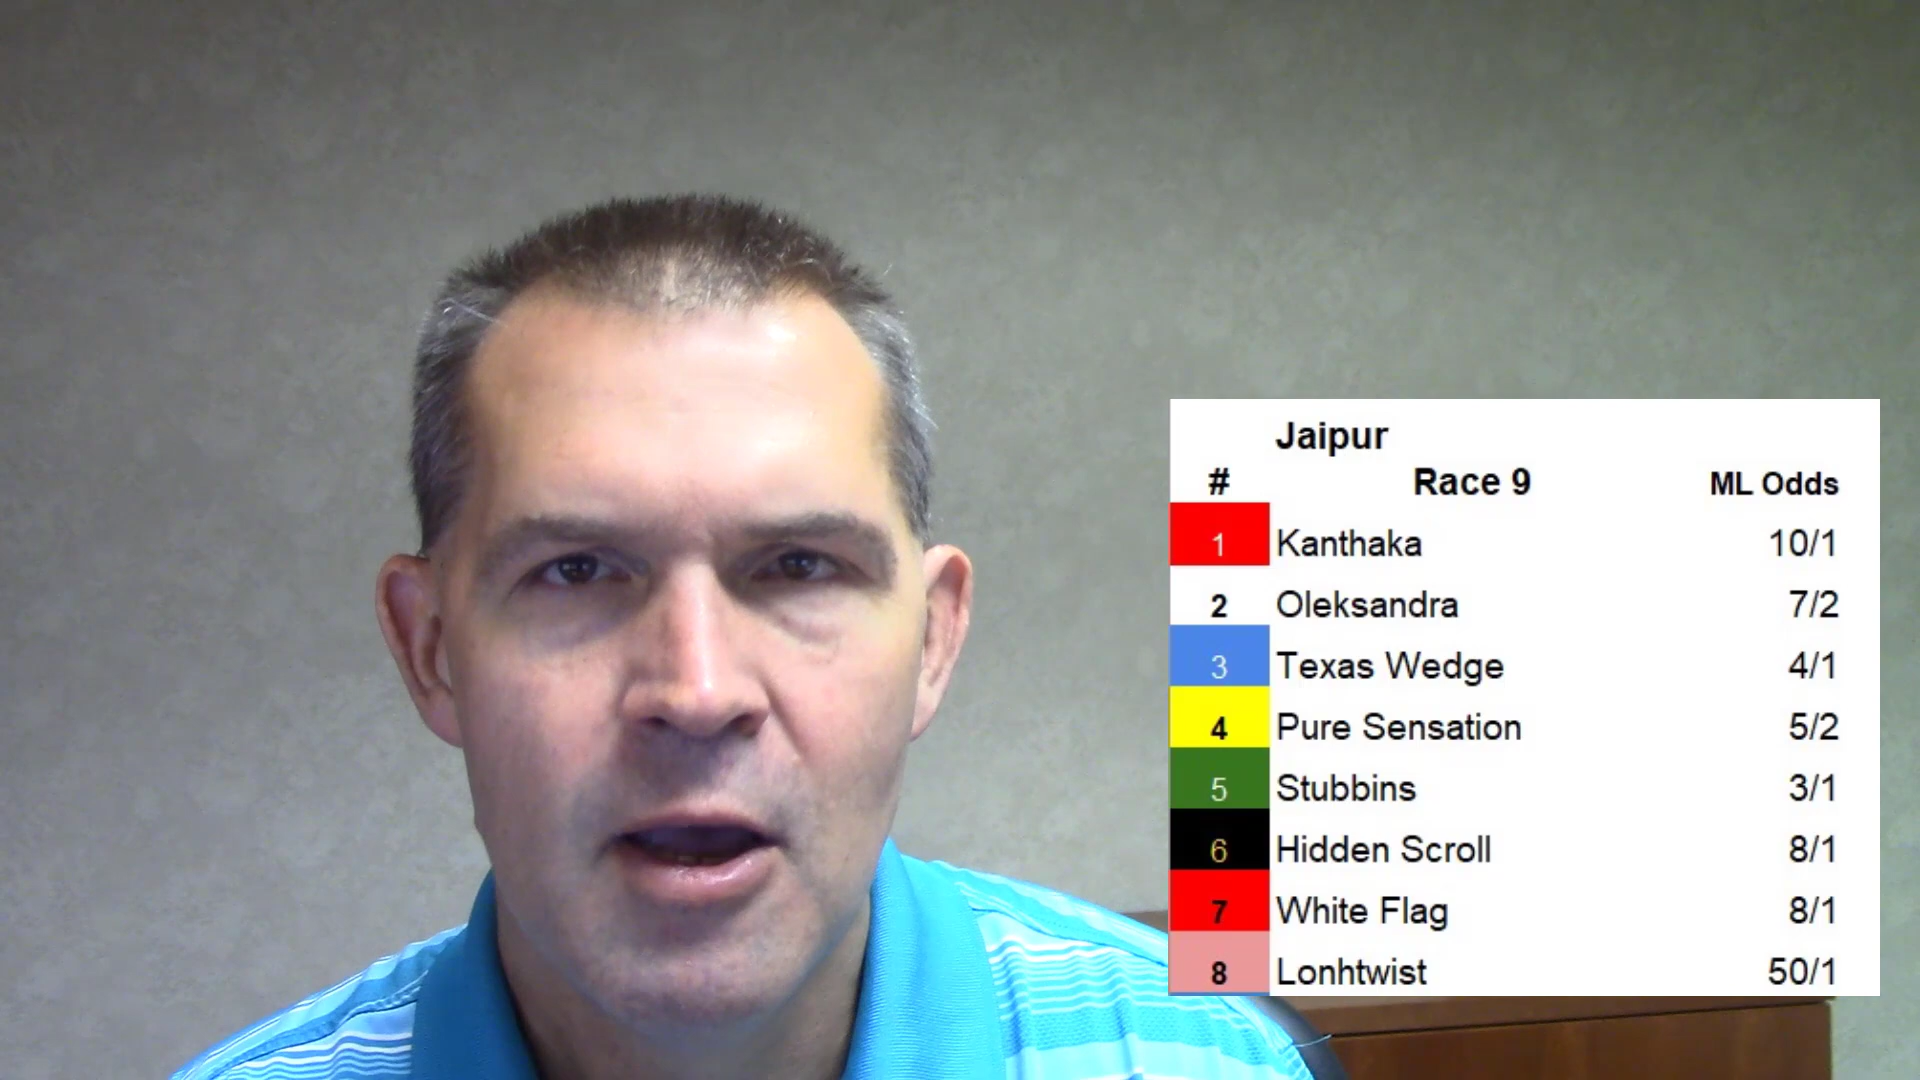 Jaipur
# Race 9 ML Odds
1 Kanthaka 10/1
2 Oleksandra 7/2
3 Texas Wedge 4/1
4 Pure Sensation 5/2
5 Stubbins 3/1
6 Hidden Scroll 8/1
7 White Flag 8/1
8 Lonhtwist 50/1